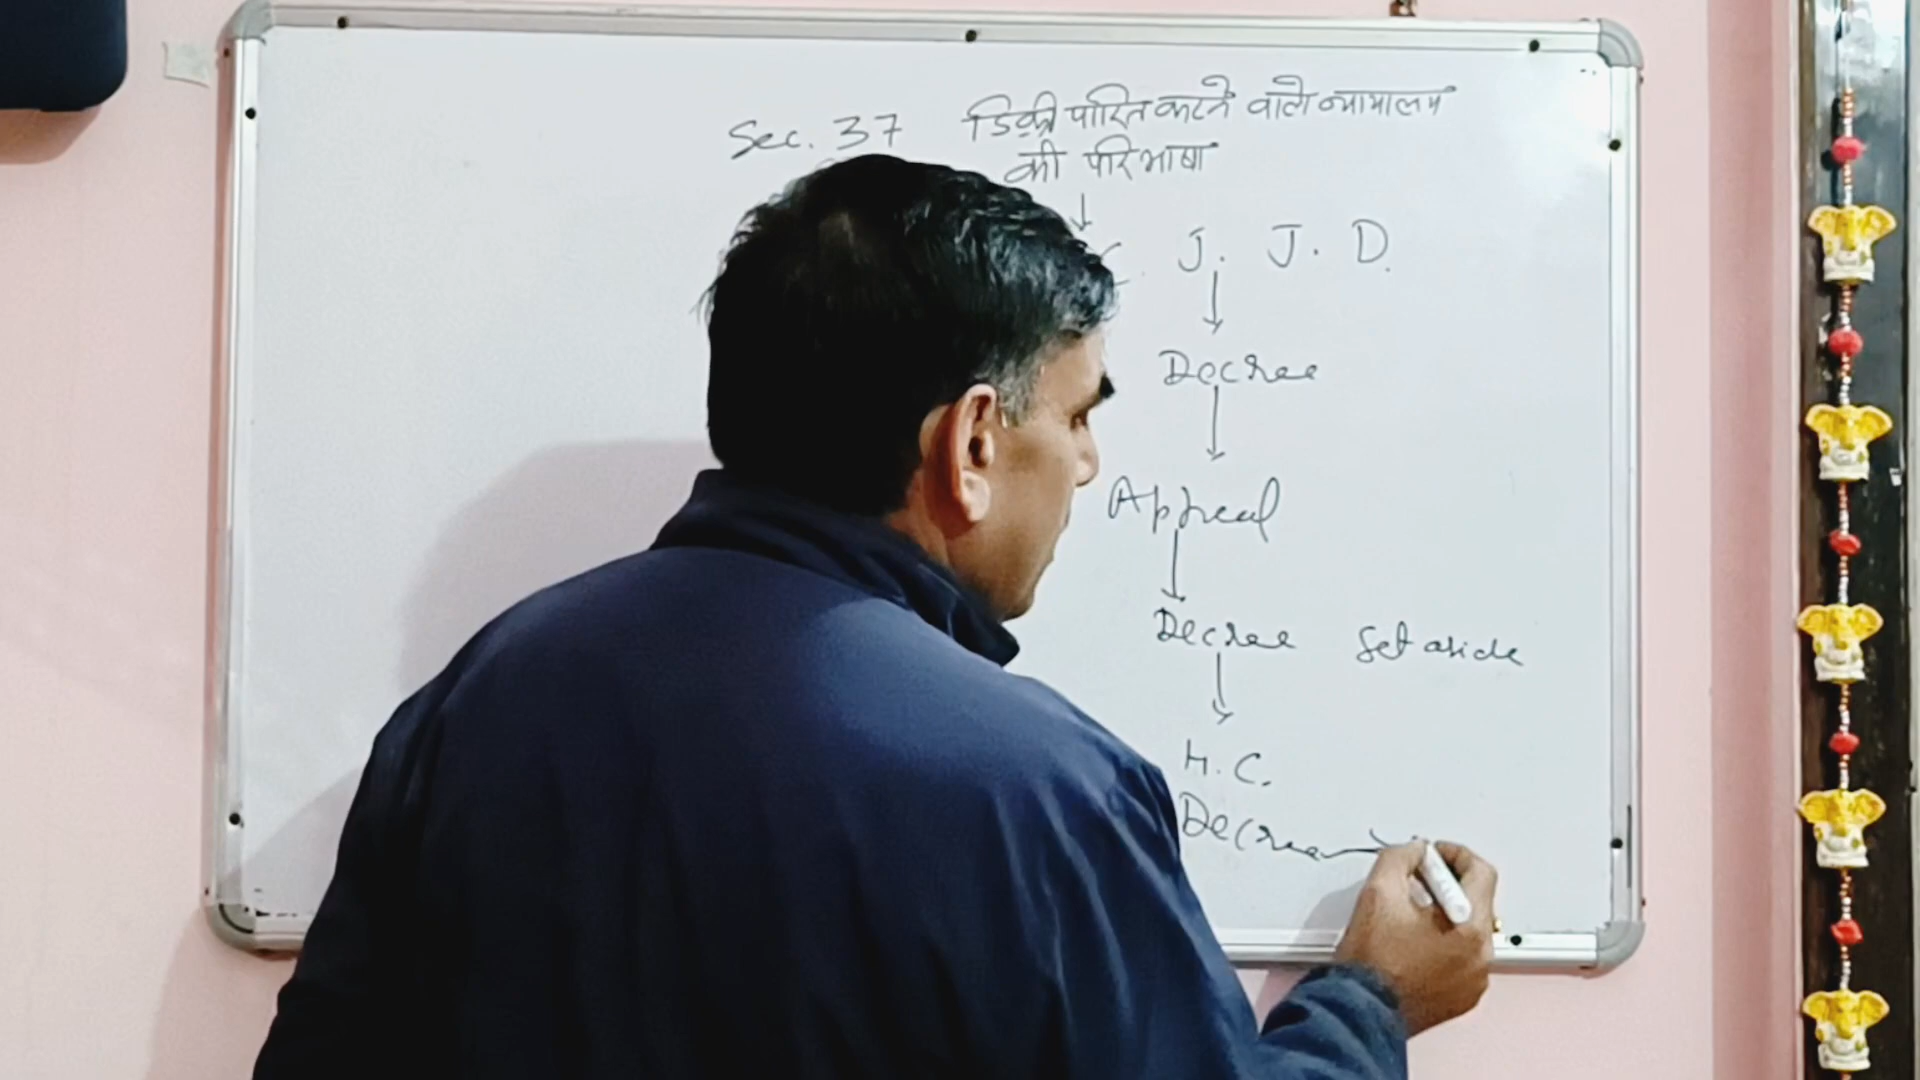 Sec. 37 डिक्री पारित करने वाले न्यायालय
की परिभाषा
C. J. J. D.
Decree
Appeal
Decree Set aside
H. C.
Decree